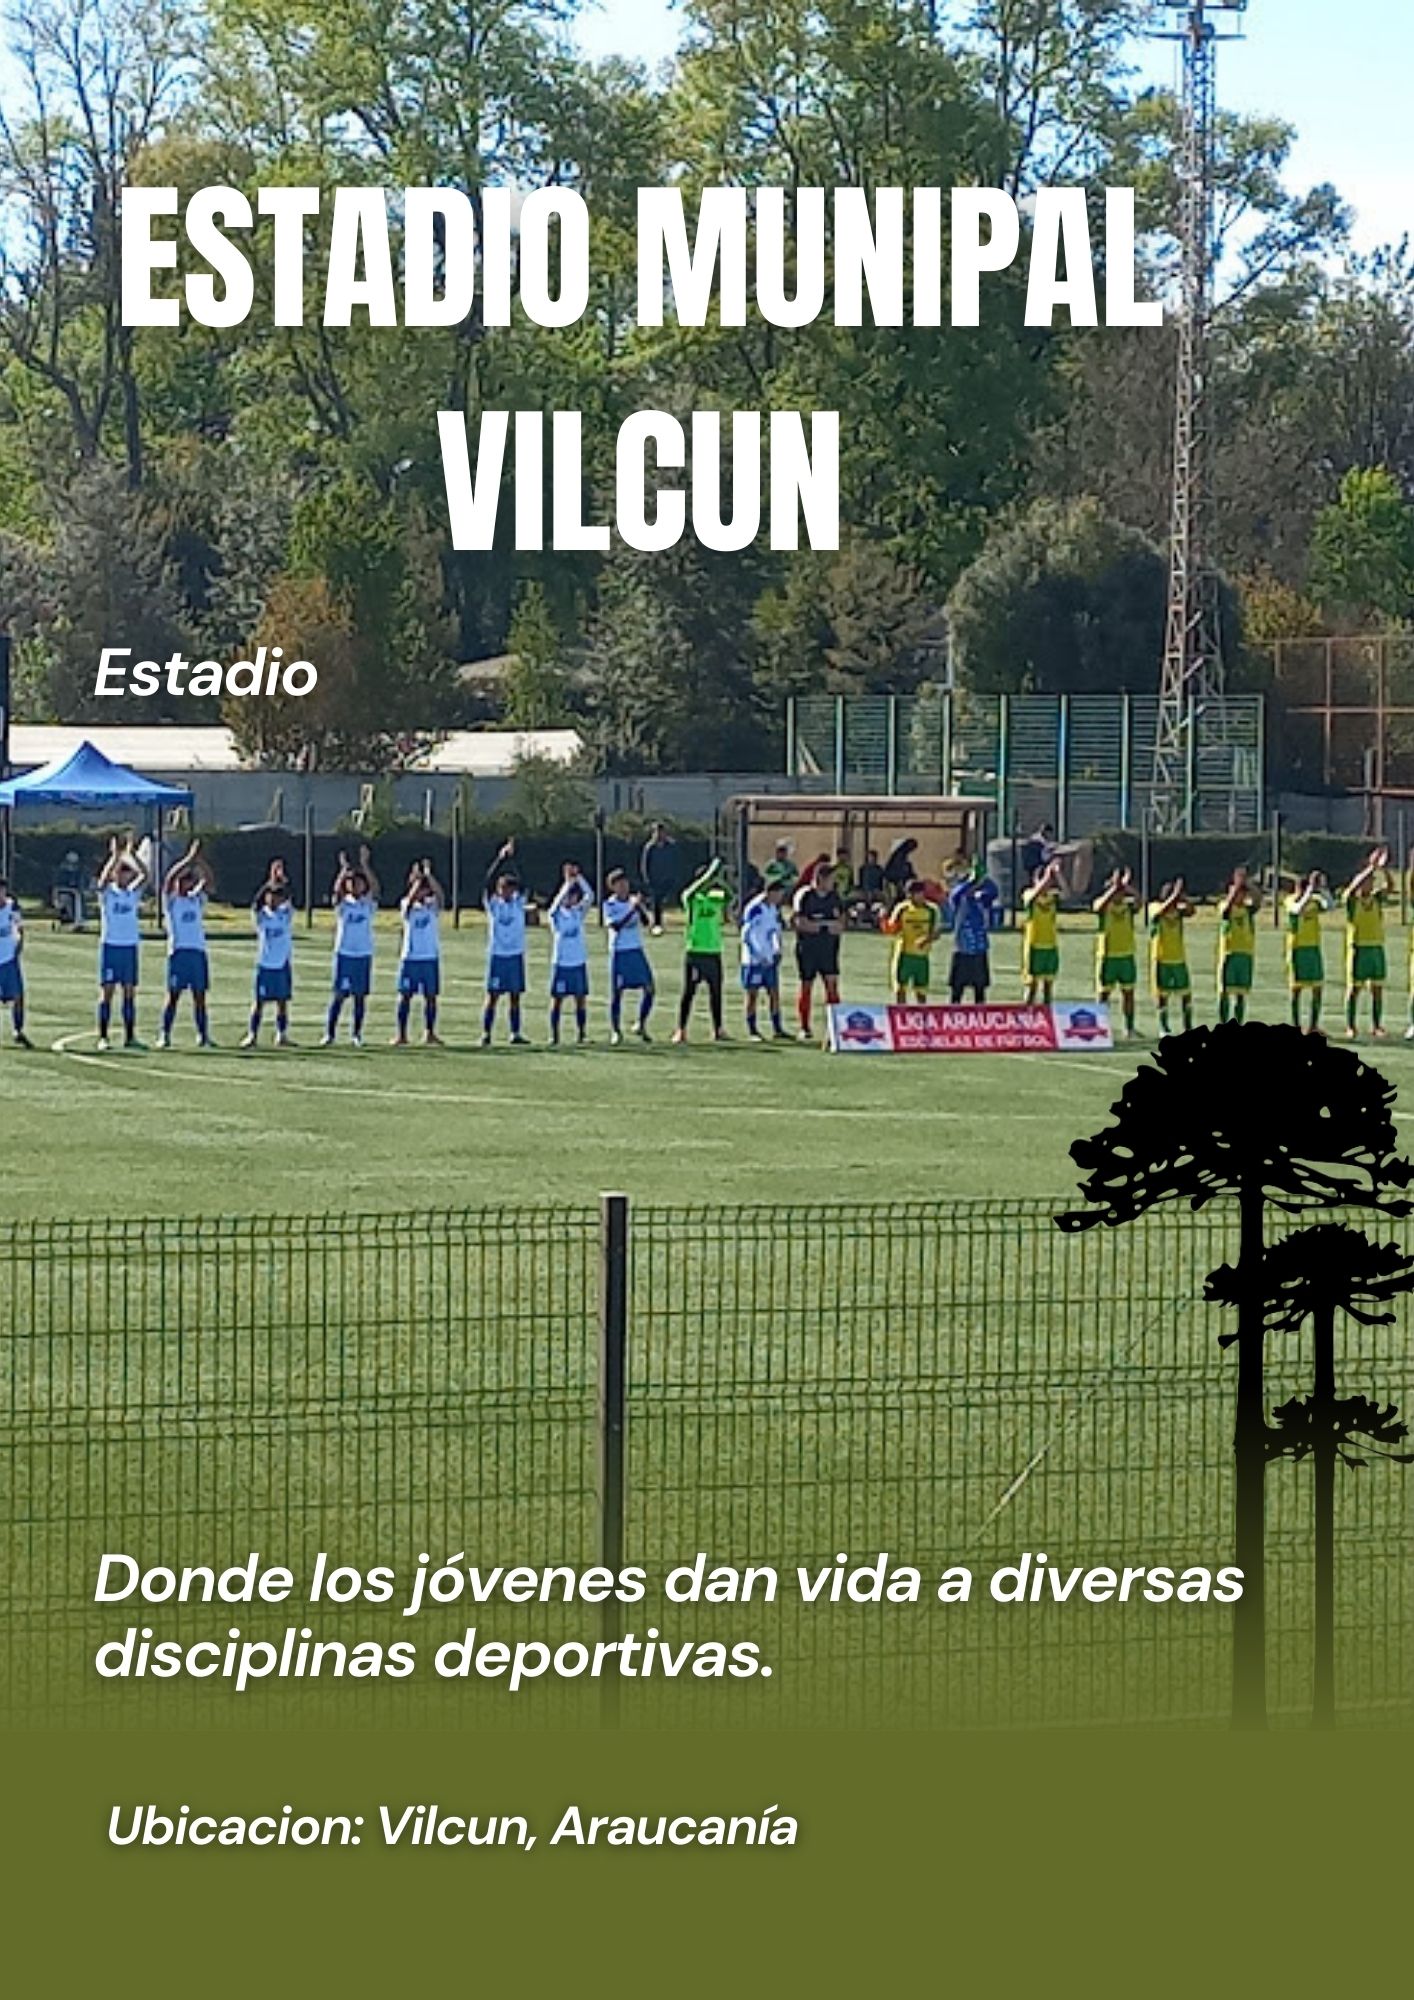 ESTADIO MUNIPAL
VILCUN
Estadio
LIGA ARAUCANÍA
ESCUELAS DE FÚTBOL
Donde los jóvenes dan vida a diversas
disciplinas deportivas.
Ubicacion: Vilcun, Araucanía